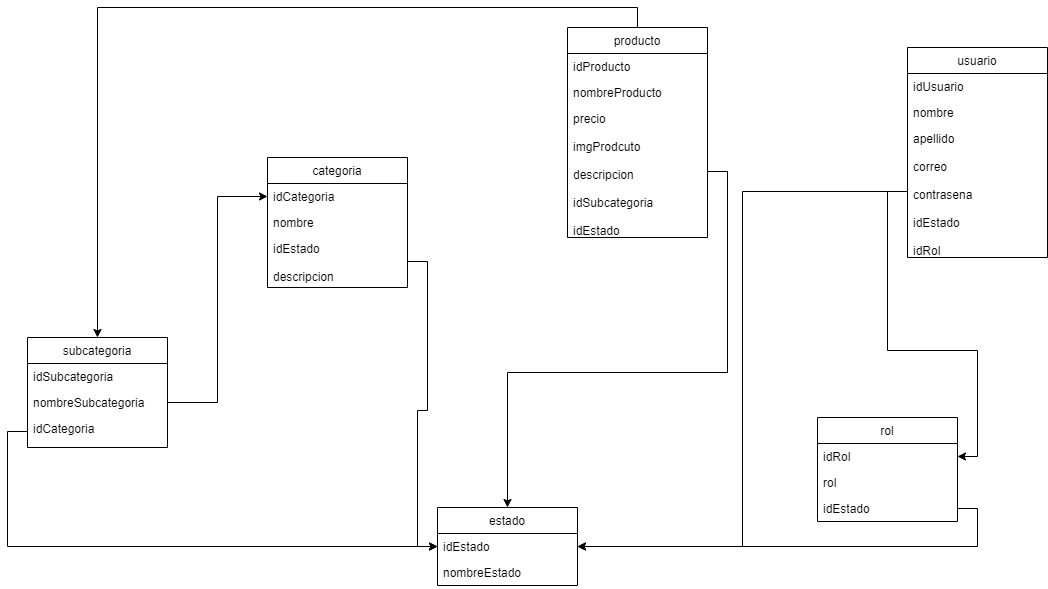 producto
idProducto
nombreProducto
precio
imgProdcuto
descripcion
idSubcategoria
idEstado
usuario
idUsuario
nombre
apellido
correo
contrasena
idEstado
idRol
categoria
idCategoria
nombre
idEstado
descripcion
subcategoria
idSubcategoria
nombreSubcategoria
idCategoria
rol
idRol
rol
idEstado
estado
idEstado
nombreEstado